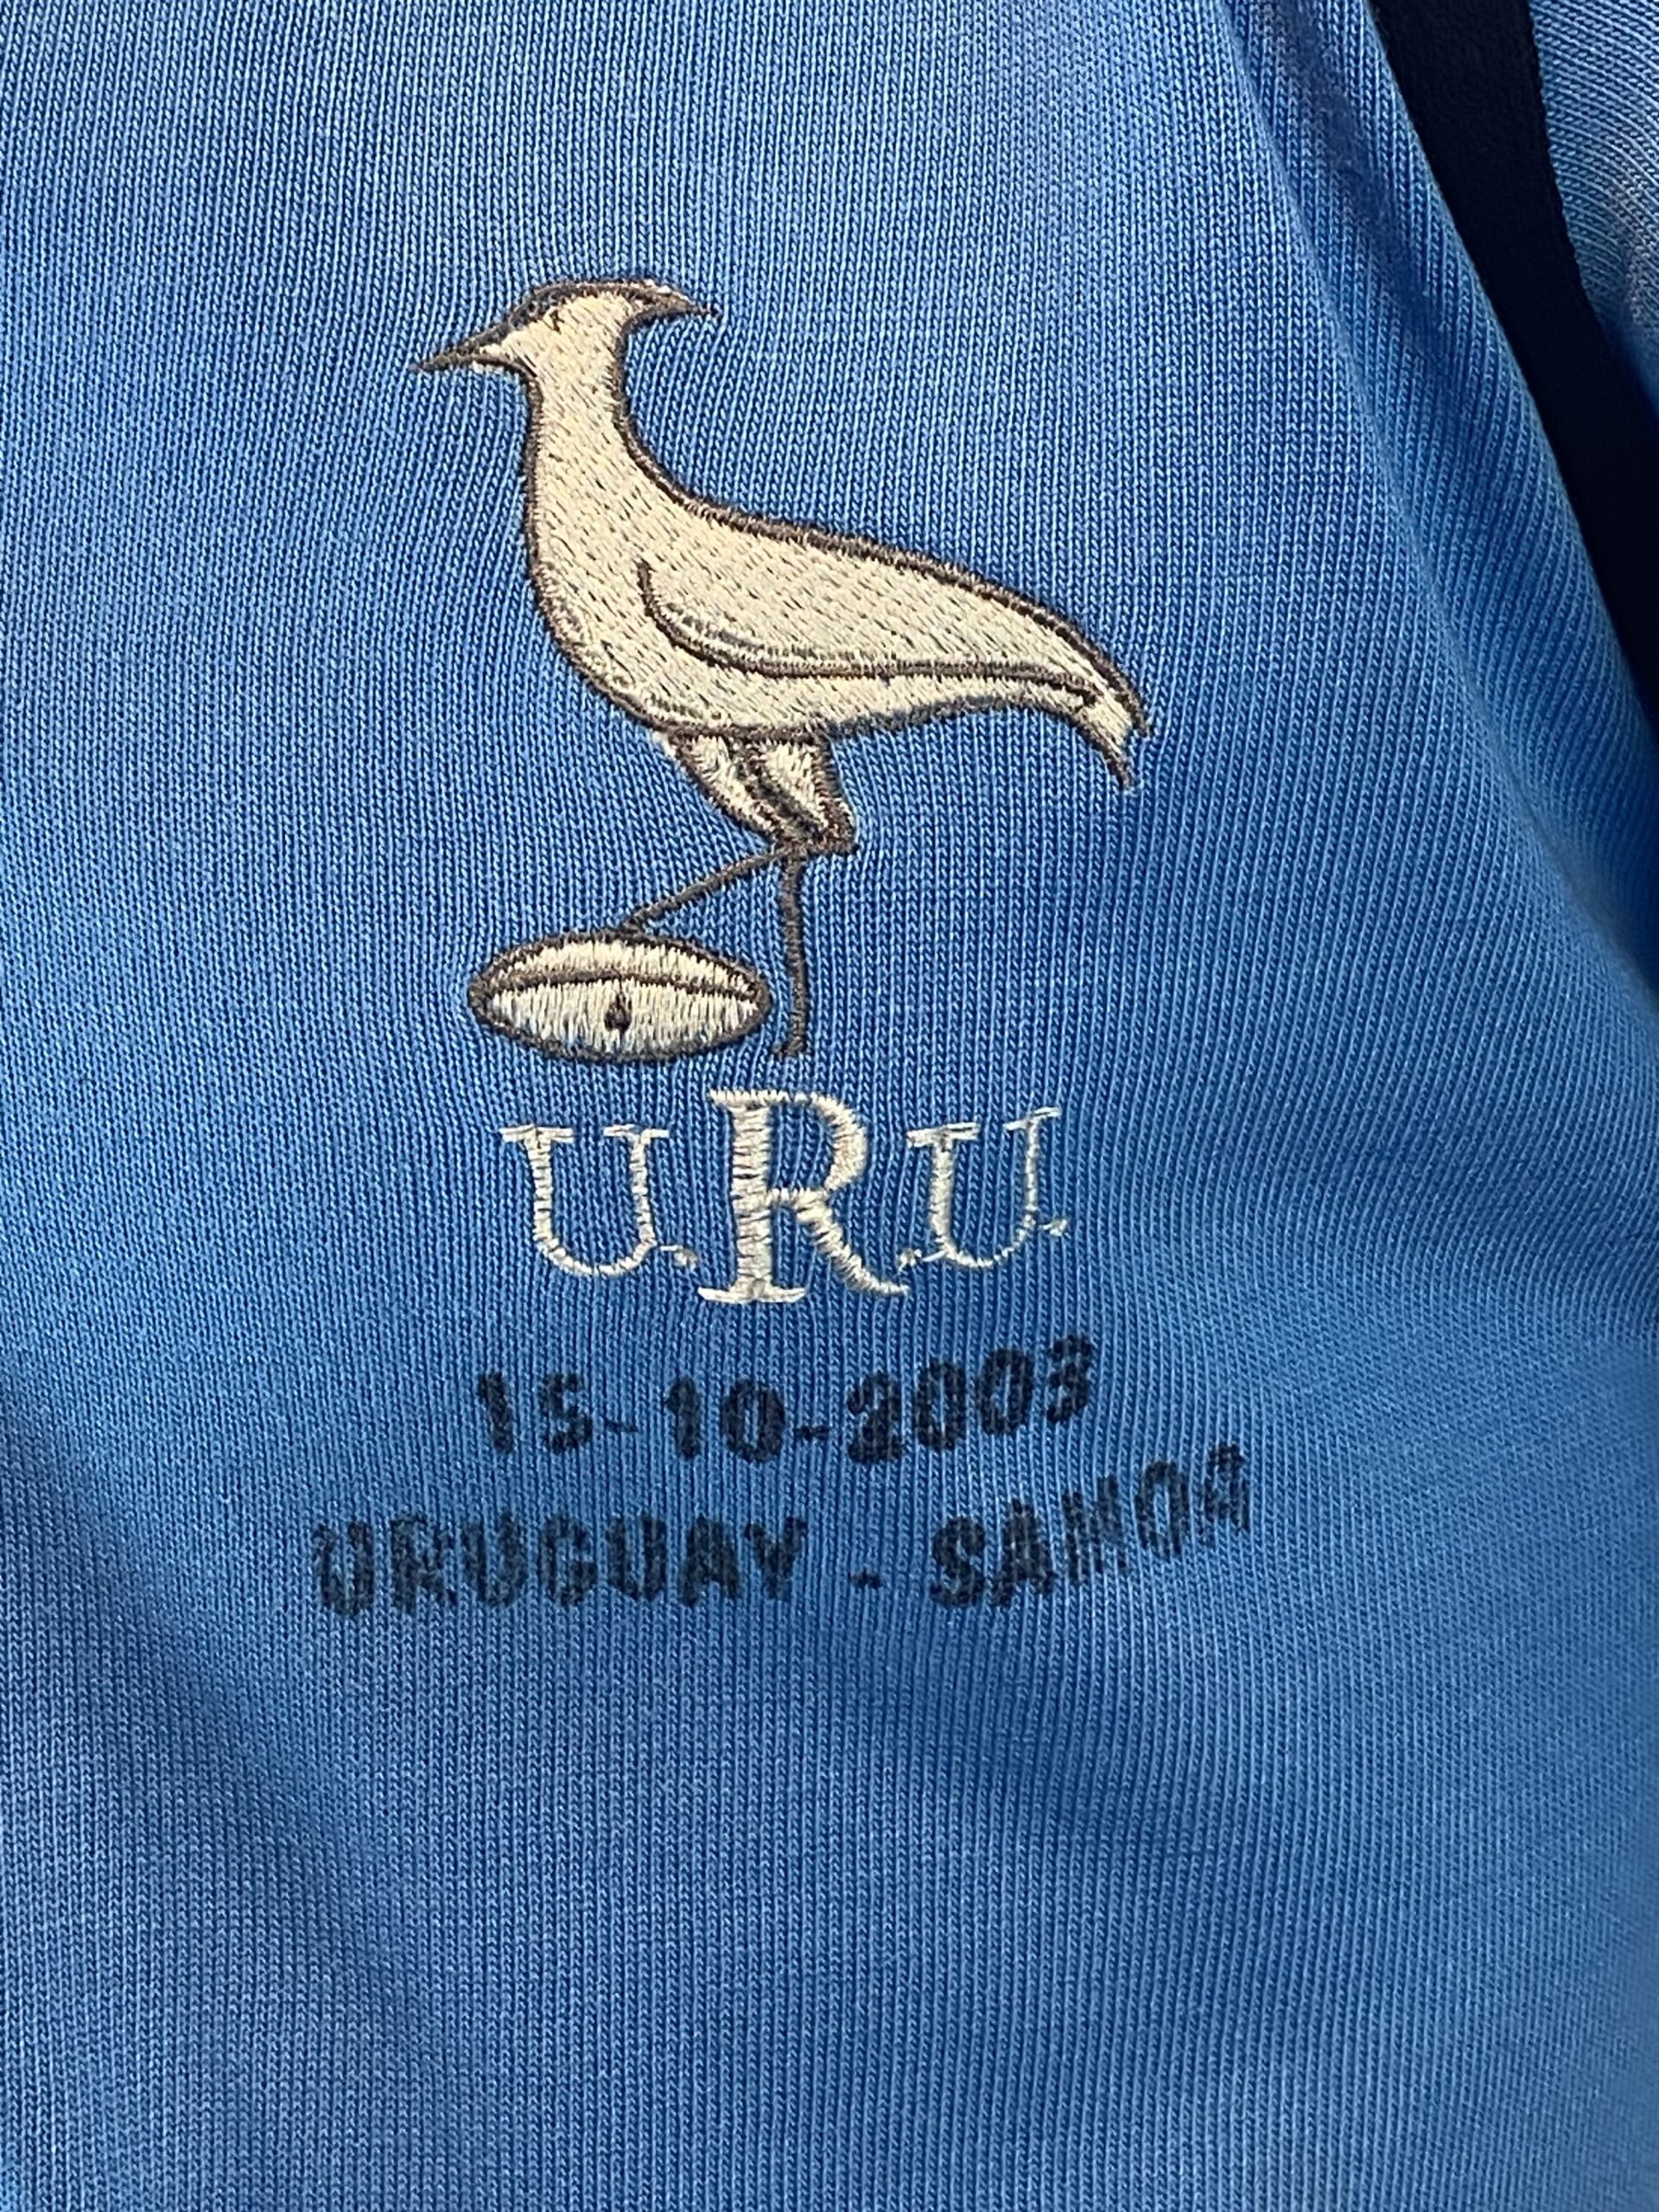 U.R.U.
15-10-2003
URUGUAY - SAMOA